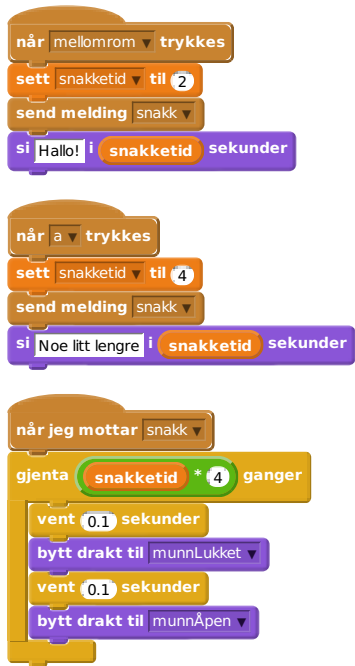 når mellomrom ▼ trykkes
sett snakketid ▼ til 2
send melding snakk ▼
si Hallo! i snakketid sekunder
når a ▼ trykkes
sett snakketid ▼ til 4
send melding snakk ▼
si Noe litt lengre i snakketid sekunder
når jeg mottar snakk ▼
gjenta snakketid * 4 ganger
vent 0.1 sekunder
bytt drakt til munnLukket ▼
vent 0.1 sekunder
bytt drakt til munnÅpen ▼